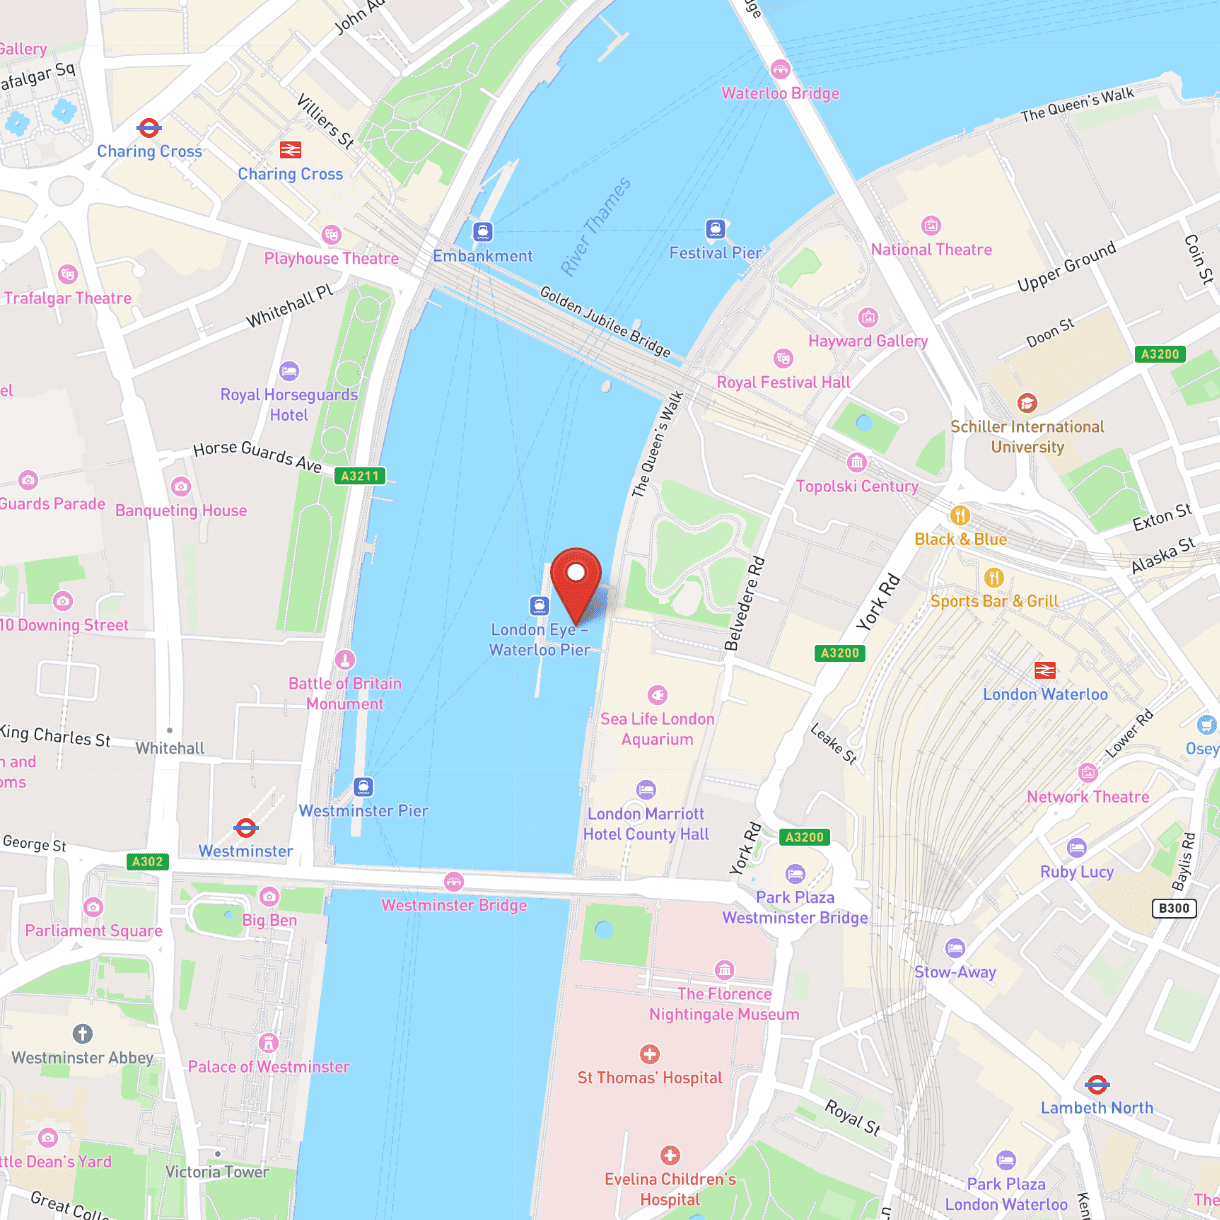 John Ad
Bridge
Gallery
afalgar Sq
Villiers St
Waterloo Bridge
The Queen's Walk
Charing Cross
Charing Cross
River Thames
National Theatre
Coin St
Upper Ground
Embankment
Festival Pier
Playhouse Theatre
Trafalgar Theatre
Whitehall Pl
Golden Jubilee Bridge
Hayward Gallery
Doon St
A3200
Royal Festival Hall
el
Royal Horseguards
Hotel
Schiller International
University
The Queen's Walk
Horse Guards Ave
A3211
Guards Parade
Banqueting House
Topolski Century
Exton St
Black & Blue
Alaska St
Belvedere Rd
York Rd
Sports Bar & Grill
10 Downing Street
London Eye –
Waterloo Pier
A3200
Battle of Britain
Monument
London Waterloo
Sea Life London
Aquarium
Leake St
Lower Rd
King Charles St
Whitehall
Osey
n and
oms
Westminster Pier
London Marriott
Hotel County Hall
Network Theatre
George St
Westminster
A302
York Rd
A3200
Baylis Rd
Ruby Lucy
Westminster Bridge
Park Plaza
Westminster Bridge
B300
Big Ben
Parliament Square
Stow-Away
The Florence
Nightingale Museum
Westminster Abbey
Palace of Westminster
St Thomas' Hospital
Royal St
Lambeth North
ttle Dean's Yard
Victoria Tower
Evelina Children's
Hospital
Park Plaza
London Waterloo
Great Colle
Ln
Kenn
The